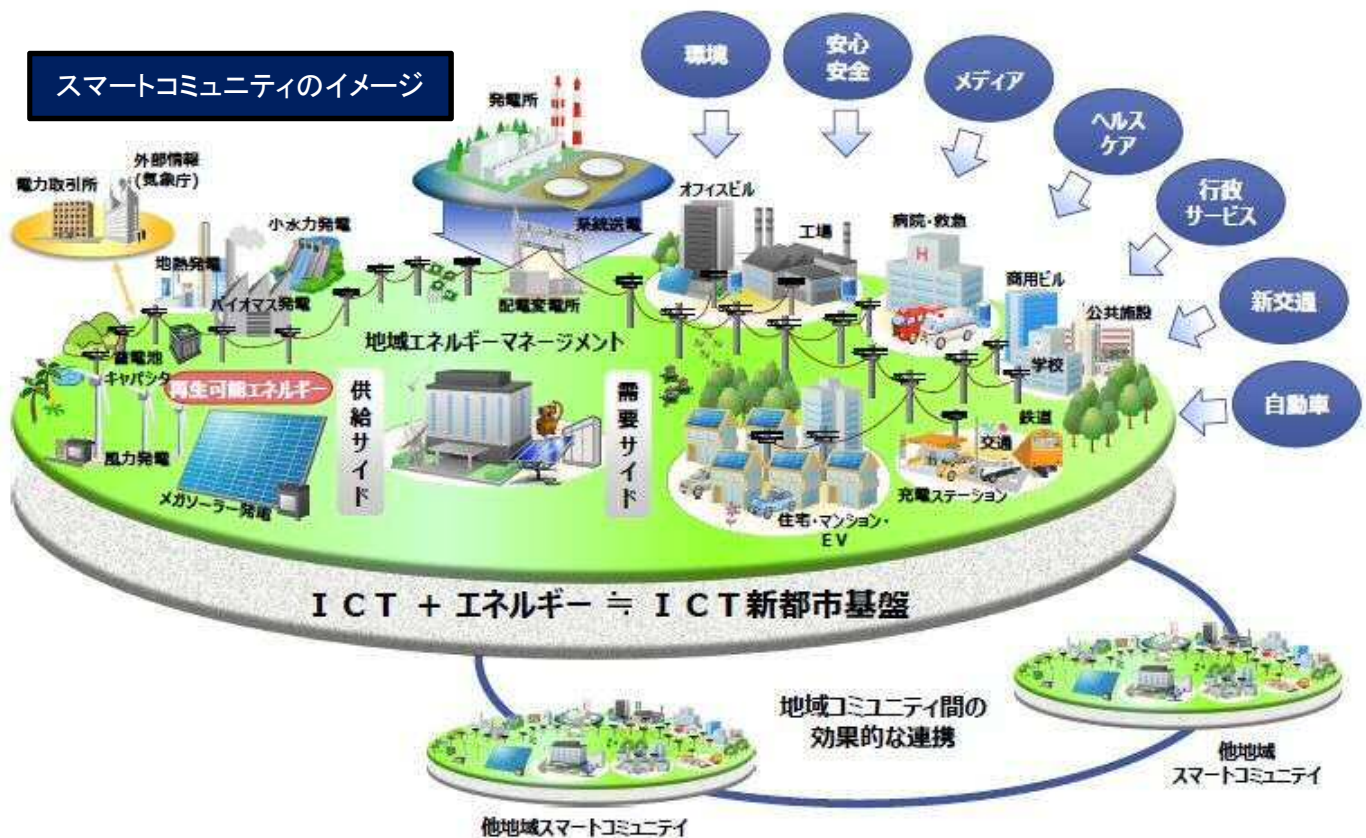 スマートコミュニティのイメージ
環境
安心
安全
メディア
ヘルス
ケア
行政
サービス
新交通
自動車
発電所
外部情報
(気象庁)
電力取引所
小水力発電
系統送電
オフィスビル
工場
病院・救急
地熱発電
バイオマス発電
配電変電所
商用ビル
公共施設
地域エネルギーマネージメント
学校
蓄電池
キャパシタ
再生可能エネルギー
供給サイド
需要サイド
鉄道
交通
風力発電
充電ステーション
メガソーラー発電
住宅・マンション・
EV
H
ICT + エネルギー ≒ ICT新都市基盤
地域コミュニティ間の
効果的な連携
他地域
スマートコミュニテイ
他地域スマートコミュニテイ